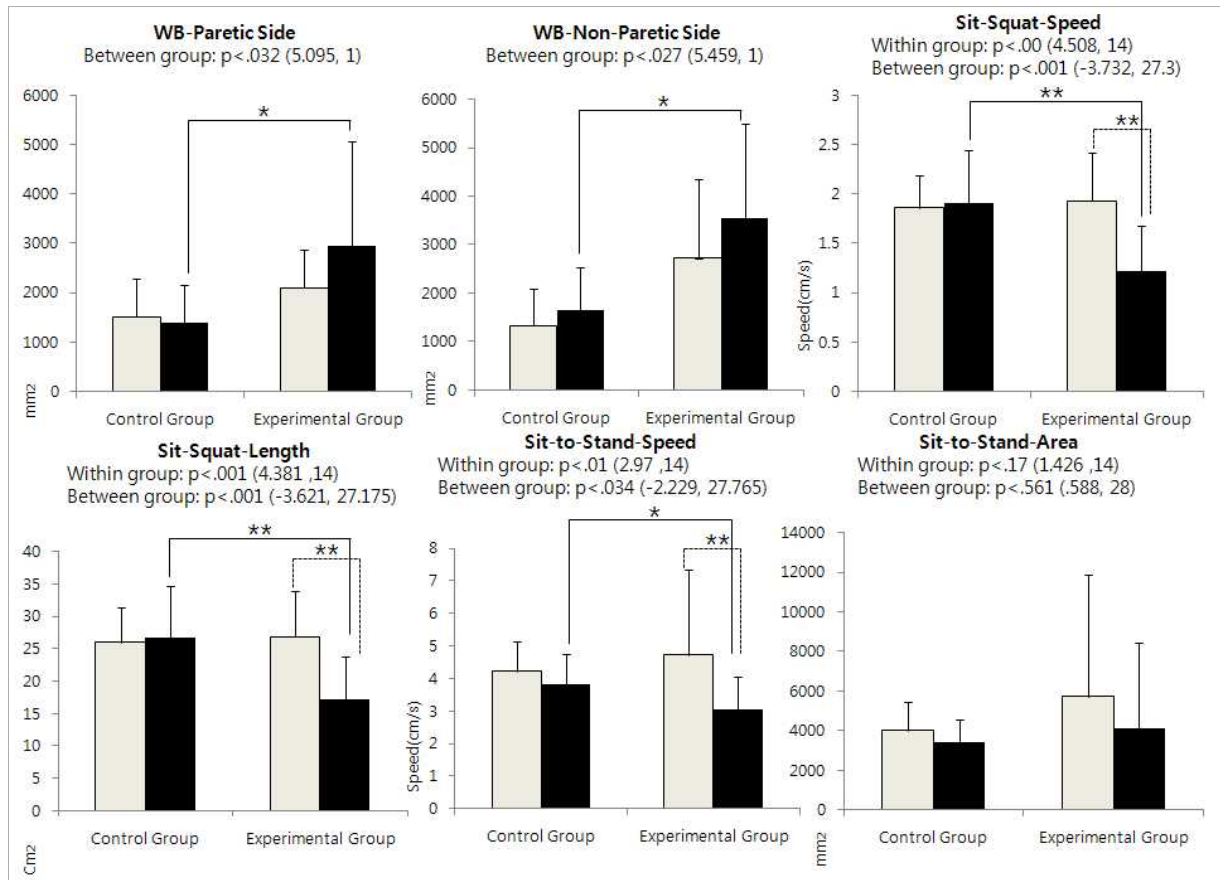 WB-Paretic Side
Between group: p<.032 (5.095, 1)
*
6000
5000
4000
3000
2000
1000
0
mm2
Control Group Experimental Group
WB-Non-Paretic Side
Between group: p<.027 (5.459, 1)
*
6000
5000
4000
3000
2000
1000
0
mm2
Control Group Experimental Group
Sit-Squat-Speed
Within group: p<.00 (4.508, 14)
Between group: p<.001 (-3.732, 27.3)
**
**
3
2.5
2
1.5
1
0.5
0
Speed(cm/s)
Control Group Experimental Group
Sit-Squat-Length
Within group: p<.001 (4.381 ,14)
Between group: p<.001 (-3.621, 27.175)
**
**
40
35
30
25
20
15
10
5
0
Cm2
Control Group Experimental Group
Sit-to-Stand-Speed
Within group: p<.01 (2.97 ,14)
Between group: p<.034 (-2.229, 27.765)
*
**
8
7
6
5
4
3
2
1
0
Speed(cm/s)
Control Group Experimental Group
Sit-to-Stand-Area
Within group: p<.17 (1.426 ,14)
Between group: p<.561 (.588, 28)
14000
12000
10000
8000
6000
4000
2000
0
mm2
Control Group Experimental Group